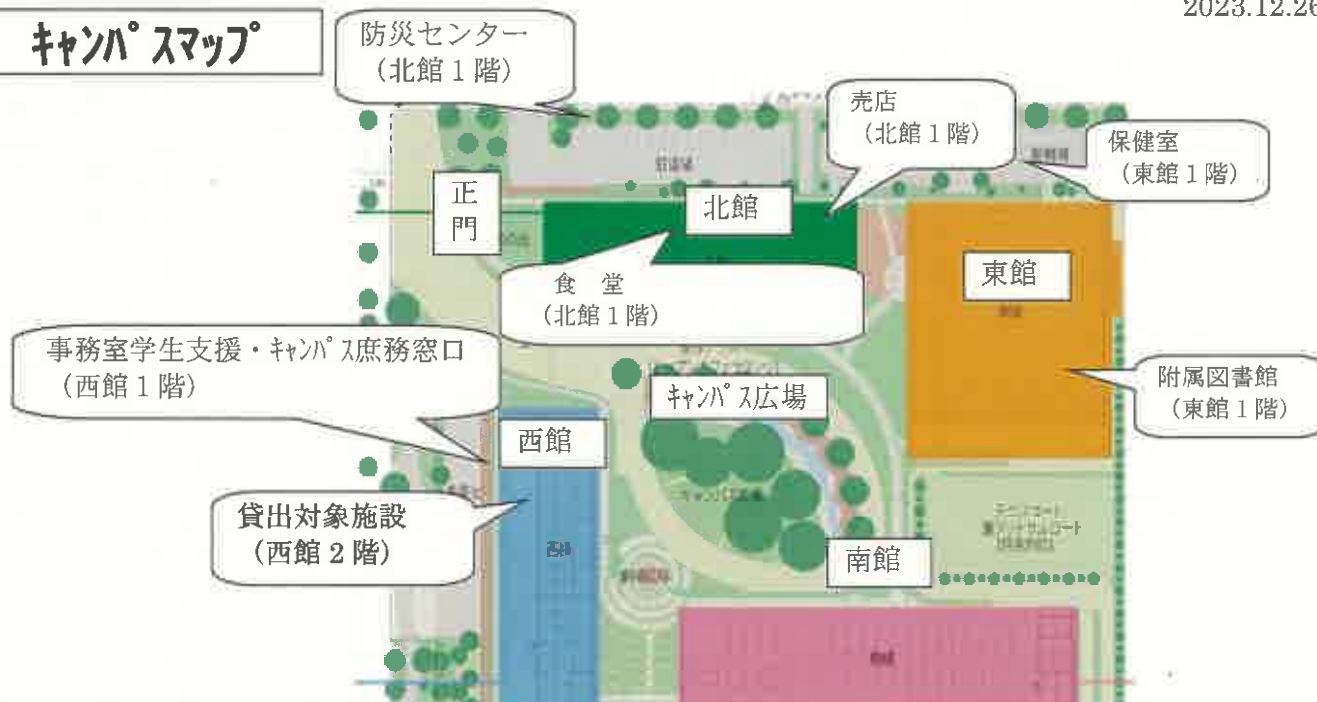 2023.12.26
キャンパスマップ
防災センター
（北館1階）
売店
（北館1階）
保健室
（東館1階）
正
門
北館
東館
食　堂
（北館1階）
事務室学生支援・キャンパス庶務窓口
（西館1階）
キャンパス広場
附属図書館
（東館1階）
西館
貸出対象施設
（西館2階）
南館